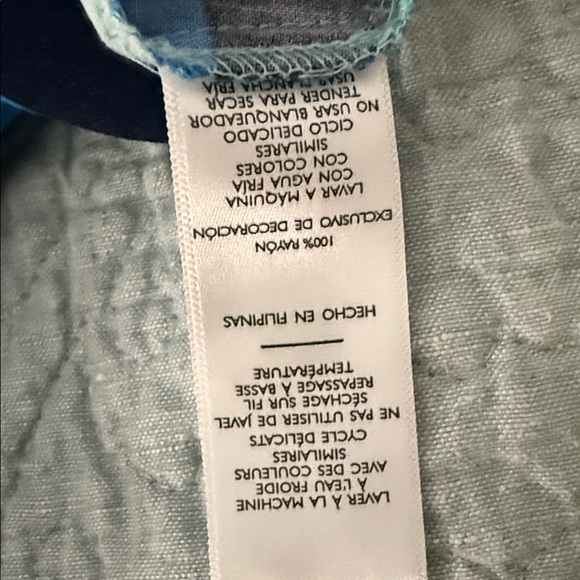 LAVER À LA MACHINE
À L'EAU FROIDE
AVEC DES COULEURS
SIMILAIRES
CYCLE DÉLICATS
NE PAS UTILISER DE JAVEL
SÉCHAGE SUR FIL
REPASSAGE À BASSE
TEMPÉRATURE
HECHO EN FILIPINAS
100% RAYÓN
EXCLUSIVO DE DECORACIÓN
LAVAR A MÁQUINA
CON AGUA FRÍA
CON COLORES
SIMILARES
CICLO DELICADO
NO USAR BLANQUEADOR
TENDER PARA SECAR
USAR PLANCHA FRÍA